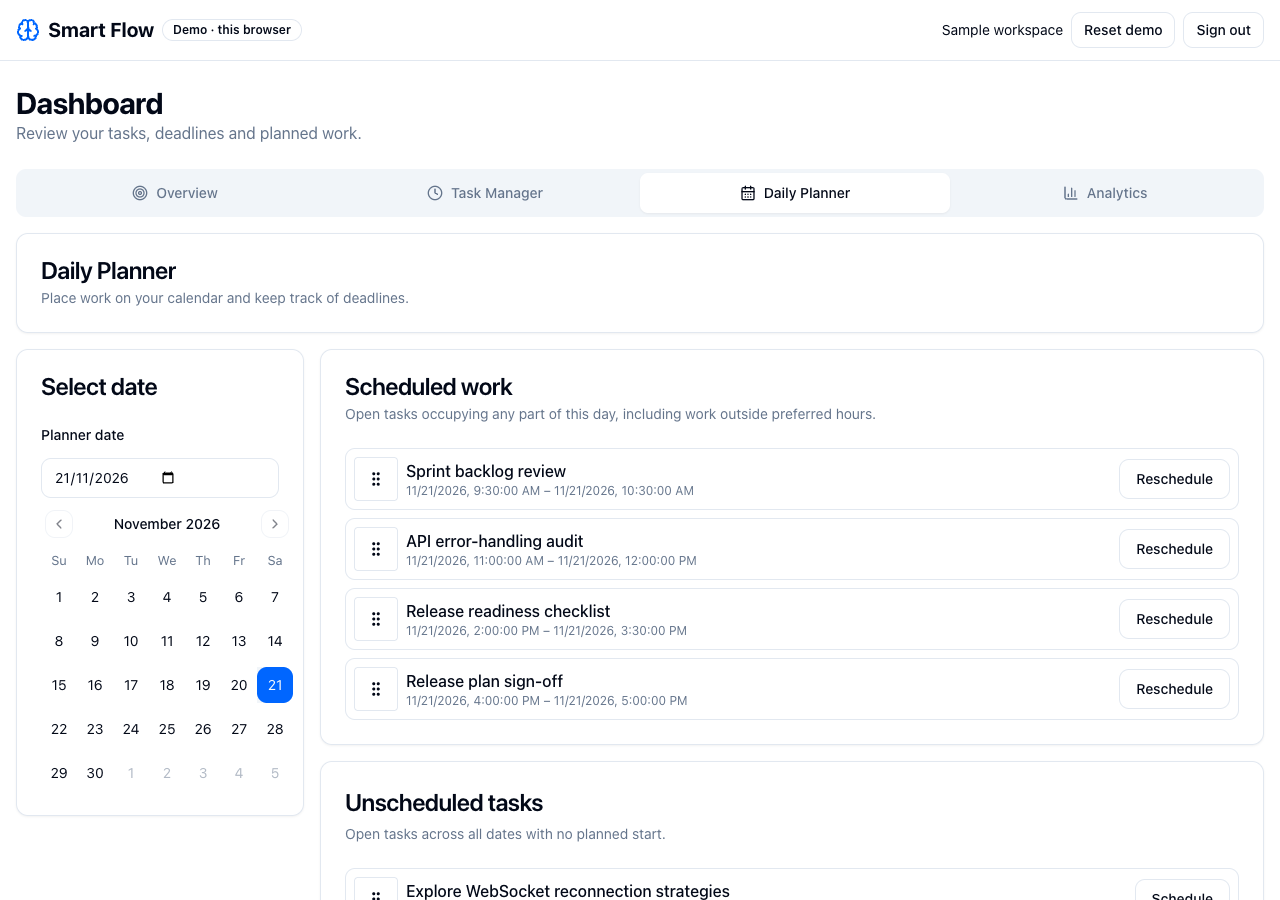 Smart Flow
Demo · this browser
Sample workspace
Reset demo
Sign out
Dashboard
Review your tasks, deadlines and planned work.
Overview
Task Manager
Daily Planner
Analytics
Daily Planner
Place work on your calendar and keep track of deadlines.
Select date
Planner date
21/11/2026
November 2026
Su Mo Tu We Th Fr Sa
1 2 3 4 5 6 7
8 9 10 11 12 13 14
15 16 17 18 19 20 21
22 23 24 25 26 27 28
29 30 1 2 3 4 5
Scheduled work
Open tasks occupying any part of this day, including work outside preferred hours.
Sprint backlog review
11/21/2026, 9:30:00 AM – 11/21/2026, 10:30:00 AM
Reschedule
API error-handling audit
11/21/2026, 11:00:00 AM – 11/21/2026, 12:00:00 PM
Reschedule
Release readiness checklist
11/21/2026, 2:00:00 PM – 11/21/2026, 3:30:00 PM
Reschedule
Release plan sign-off
11/21/2026, 4:00:00 PM – 11/21/2026, 5:00:00 PM
Reschedule
Unscheduled tasks
Open tasks across all dates with no planned start.
Explore WebSocket reconnection strategies
Schedule